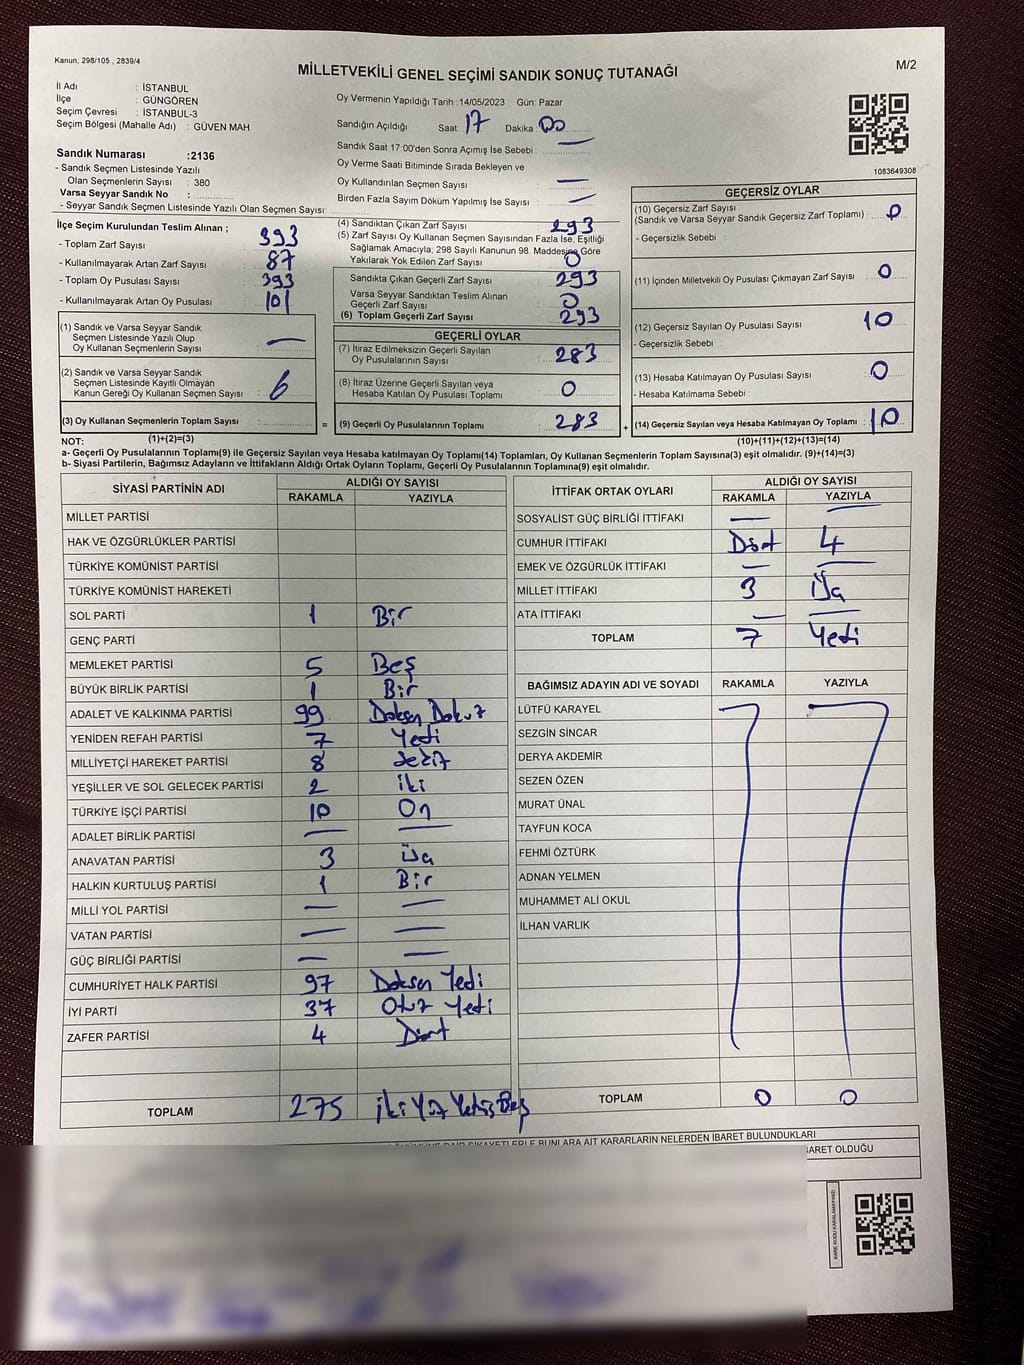 Kanun, 298/105 , 2839/4
M/2
MİLLETVEKİLİ GENEL SEÇİMİ SANDIK SONUÇ TUTANAĞI
İl Adı : İSTANBUL
İlçe : GÜNGÖREN
Seçim Çevresi : İSTANBUL-3
Seçim Bölgesi (Mahalle Adı) : GÜVEN MAH
Sandık Numarası :2136
- Sandık Seçmen Listesinde Yazılı
Olan Seçmenlerin Sayısı : 380
Varsa Seyyar Sandık No :
- Seyyar Sandık Seçmen Listesinde Yazılı Olan Seçmen Sayısı:
Oy Vermenin Yapıldığı Tarih :14/05/2023 Gün: Pazar
Sandığın Açıldığı Saat: 17 Dakika: 00
Sandık Saat 17:00'den Sonra Açımış İse Sebebi : —
Oy Verme Saati Bitiminde Sırada Bekleyen ve
Oy Kullandırılan Seçmen Sayısı : —
Birden Fazla Sayım Döküm Yapılmış İse Sayısı : —
1083649308
İlçe Seçim Kurulundan Teslim Alınan ;
- Toplam Zarf Sayısı : 393
- Kullanılmayarak Artan Zarf Sayısı : 87
- Toplam Oy Pusulası Sayısı : 393
- Kullanılmayarak Artan Oy Pusulası : 101
(1) Sandık ve Varsa Seyyar Sandık
Seçmen Listesinde Yazılı Olup
Oy Kullanan Seçmenlerin Sayısı : —
(2) Sandık ve Varsa Seyyar Sandık
Seçmen Listesinde Kayıtlı Olmayan
Kanun Gereği Oy Kullanan Seçmen Sayısı : 6
(3) Oy Kullanan Seçmenlerin Toplam Sayısı :
(1)+(2)=(3)
(4) Sandıktan Çıkan Zarf Sayısı : 293
(5) Zarf Sayısı Oy Kullanan Seçmen Sayısından Fazla İse, Eşitliği
Sağlamak Amacıyla; 298 Sayılı Kanunun 98. Maddesine Göre
Yakılarak Yok Edilen Zarf Sayısı : 0
Sandıkta Çıkan Geçerli Zarf Sayısı : 293
Varsa Seyyar Sandıktan Teslim Alınan
Geçerli Zarf Sayısı : 0
(6) Toplam Geçerli Zarf Sayısı : 293
GEÇERLİ OYLAR
(7) İtiraz Edilmeksizin Geçerli Sayılan
Oy Pusulalarının Sayısı : 283
(8) İtiraz Üzerine Geçerli Sayılan veya
Hesaba Katılan Oy Pusulası Toplamı : 0
= (9) Geçerli Oy Pusulalarının Toplamı : 283
GEÇERSİZ OYLAR
(10) Geçersiz Zarf Sayısı
(Sandık ve Varsa Seyyar Sandık Geçersiz Zarf Toplamı) : 0
- Geçersizlik Sebebi :
(11) İçinden Milletvekili Oy Pusulası Çıkmayan Zarf Sayısı : 0
(12) Geçersiz Sayılan Oy Pusulası Sayısı : 10
- Geçersizlik Sebebi :
(13) Hesaba Katılmayan Oy Pusulası Sayısı : 0
- Hesaba Katılmama Sebebi :
+ (14) Geçersiz Sayılan veya Hesaba Katılmayan Oy Toplamı : 10
(10)+(11)+(12)+(13)=(14)
NOT:
a- Geçerli Oy Pusulalarının Toplamı(9) ile Geçersiz Sayılan veya Hesaba Katılmayan Oy Toplamı(14) Toplamları, Oy Kullanan Seçmenlerin Toplam Sayısına(3) eşit olmalıdır. (9)+(14)=(3)
b- Siyasi Partilerin, Bağımsız Adayların ve İttifakların Aldığı Ortak Oyların Toplamı, Geçerli Oy Pusulalarının Toplamına(9) eşit olmalıdır.
SİYASİ PARTİNİN ADI ALDIĞI OY SAYISI
RAKAMLA YAZIYLA
MİLLET PARTİSİ
HAK VE ÖZGÜRLÜKLER PARTİSİ
TÜRKİYE KOMÜNİST PARTİSİ
TÜRKİYE KOMÜNİST HAREKETİ
SOL PARTİ 1 Bir
GENÇ PARTİ
MEMLEKET PARTİSİ 5 Beş
BÜYÜK BİRLİK PARTİSİ 1 Bir
ADALET VE KALKINMA PARTİSİ 99 Doksan Dokuz
YENİDEN REFAH PARTİSİ 7 Yedi
MİLLİYETÇİ HAREKET PARTİSİ 8 Sekiz
YEŞİLLER VE SOL GELECEK PARTİSİ 2 iki
TÜRKİYE İŞÇİ PARTİSİ 10 On
ADALET BİRLİK PARTİSİ — —
ANAVATAN PARTİSİ 3 Üç
HALKIN KURTULUŞ PARTİSİ 1 Bir
MİLLİ YOL PARTİSİ — —
VATAN PARTİSİ — —
GÜÇ BİRLİĞİ PARTİSİ — —
CUMHURİYET HALK PARTİSİ 97 Doksan Yedi
İYİ PARTİ 37 Otuz Yedi
ZAFER PARTİSİ 4 Dört
TOPLAM 275 iki Yüz Yetmiş Beş
İTTİFAK ORTAK OYLARI ALDIĞI OY SAYISI
RAKAMLA YAZIYLA
SOSYALİST GÜÇ BİRLİĞİ İTTİFAKI — —
CUMHUR İTTİFAKI Dört 4
EMEK VE ÖZGÜRLÜK İTTİFAKI — —
MİLLET İTTİFAKI 3 Üç
ATA İTTİFAKI — —
TOPLAM 7 Yedi
BAĞIMSIZ ADAYIN ADI VE SOYADI RAKAMLA YAZIYLA
LÜTFÜ KARAYEL
SEZGİN SİNCAR
DERYA AKDEMİR
SEZEN ÖZEN
MURAT ÜNAL
TAYFUN KOCA
FEHMİ ÖZTÜRK
ADNAN YELMEN
MUHAMMET ALİ OKUL
İLHAN VARLIK
TOPLAM 0 0
ŞİKAYETLERLE BUNLARA AİT KARARLARIN NELERDEN İBARET BULUNDUKLARI
OLDUĞU